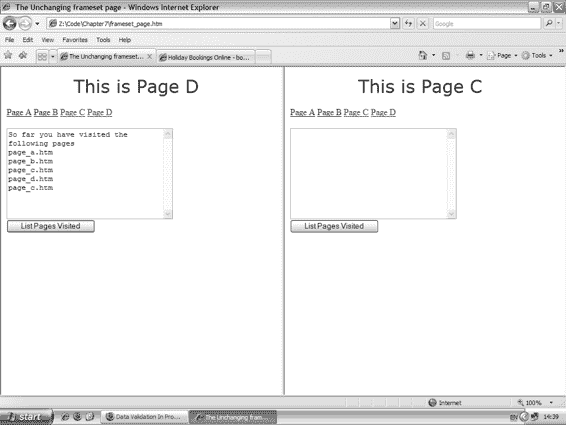 The Unchanging frameset page - Windows Internet Explorer
Z:\Code\Chapter7\frameset_page.htm
Google
File Edit View Favorites Tools Help
The Unchanging frameset... Holiday Bookings Online - bo...
Page Tools
This is Page D
Page A Page B Page C Page D
So far you have visited the
following pages
page_a.htm
page_b.htm
page_c.htm
page_d.htm
page_c.htm
List Pages Visited
This is Page C
Page A Page B Page C Page D
List Pages Visited
Internet
100%
start
Data Validation In Pro...
The Unchanging fram...
EN
14:39